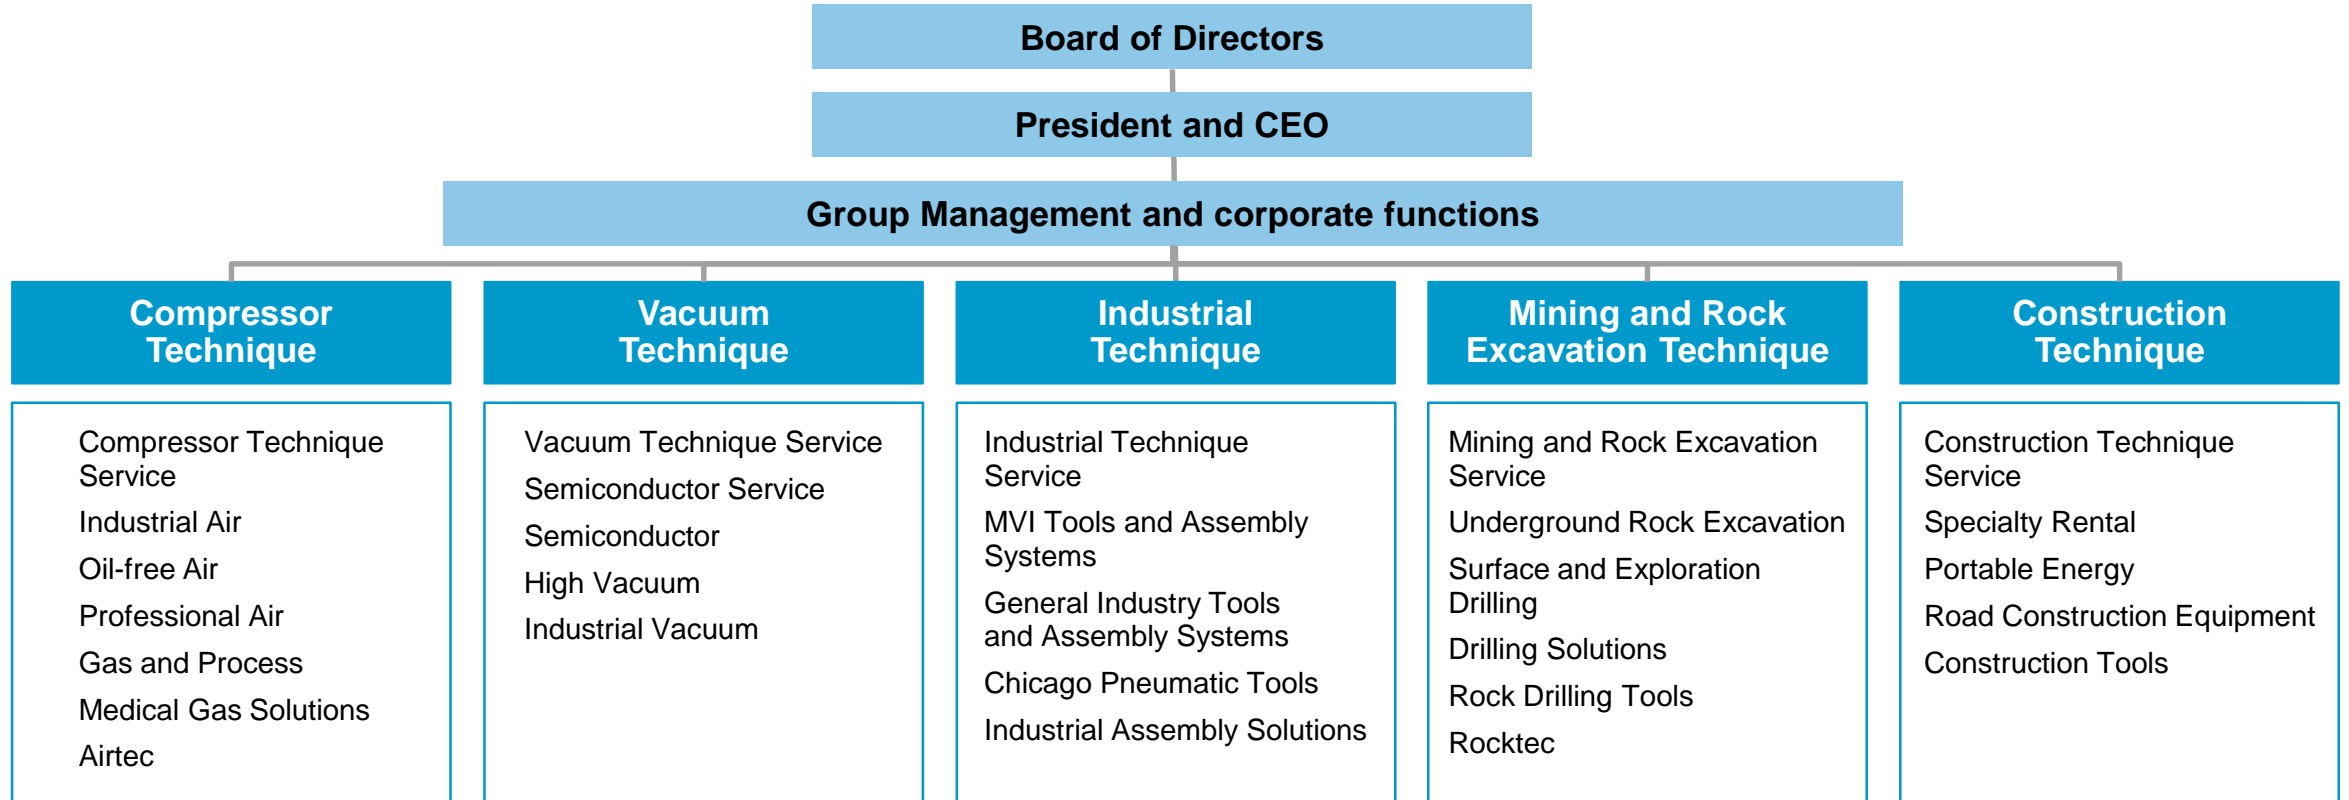 Board of Directors
President and CEO
Group Management and corporate functions
Compressor
Technique
Vacuum
Technique
Industrial
Technique
Mining and Rock
Excavation Technique
Construction
Technique
Compressor Technique
Service
Industrial Air
Oil-free Air
Professional Air
Gas and Process
Medical Gas Solutions
Airtec
Vacuum Technique Service
Semiconductor Service
Semiconductor
High Vacuum
Industrial Vacuum
Industrial Technique
Service
MVI Tools and Assembly
Systems
General Industry Tools
and Assembly Systems
Chicago Pneumatic Tools
Industrial Assembly Solutions
Mining and Rock Excavation
Service
Underground Rock Excavation
Surface and Exploration
Drilling
Drilling Solutions
Rock Drilling Tools
Rocktec
Construction Technique
Service
Specialty Rental
Portable Energy
Road Construction Equipment
Construction Tools